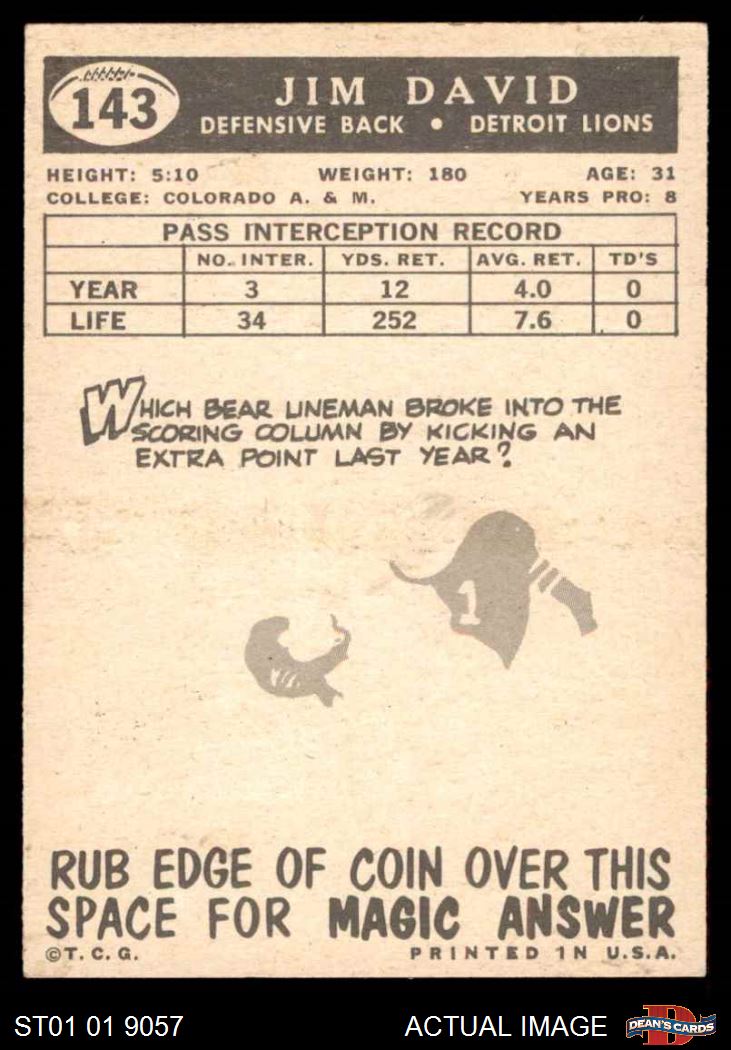 143
JIM DAVID
DEFENSIVE BACK • DETROIT LIONS
HEIGHT: 5:10 WEIGHT: 180 AGE: 31
COLLEGE: COLORADO A. & M. YEARS PRO: 8
PASS INTERCEPTION RECORD
NO. INTER. YDS. RET. AVG. RET. TD'S
YEAR 3 12 4.0 0
LIFE 34 252 7.6 0
WHICH BEAR LINEMAN BROKE INTO THE
SCORING COLUMN BY KICKING AN
EXTRA POINT LAST YEAR?
1
RUB EDGE OF COIN OVER THIS
SPACE FOR MAGIC ANSWER
©T. C. G. PRINTED IN U.S.A.
ST01 01 9057 ACTUAL IMAGE D DEAN'S CARDS